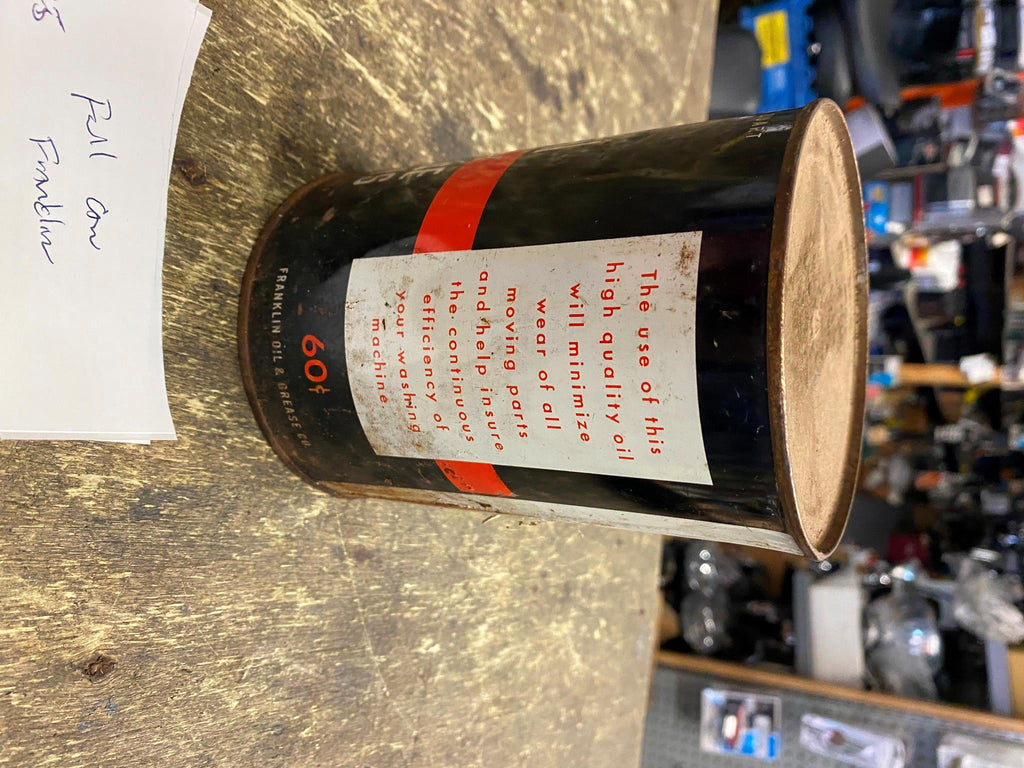 The use of this
high quality oil
will minimize
wear of all
moving parts
and help insure
the continuous
efficiency of
your washing
machine.
60¢
FRANKLIN OIL & GREASE CO.
Full Can
Franklin